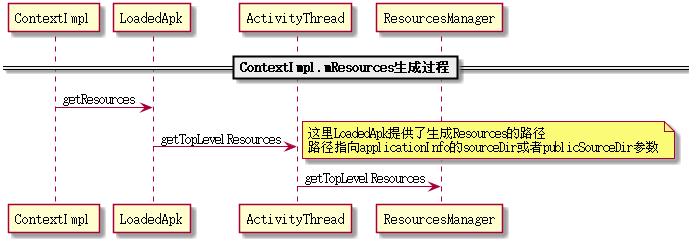 ContextImpl LoadedApk ActivityThread ResourcesManager
ContextImpl.mResources生成过程
getResources
getTopLevelResources
这里LoadedApk提供了生成Resources的路径
路径指向applicationInfo的sourceDir或者publicSourceDir参数
getTopLevelResources
ContextImpl LoadedApk ActivityThread ResourcesManager